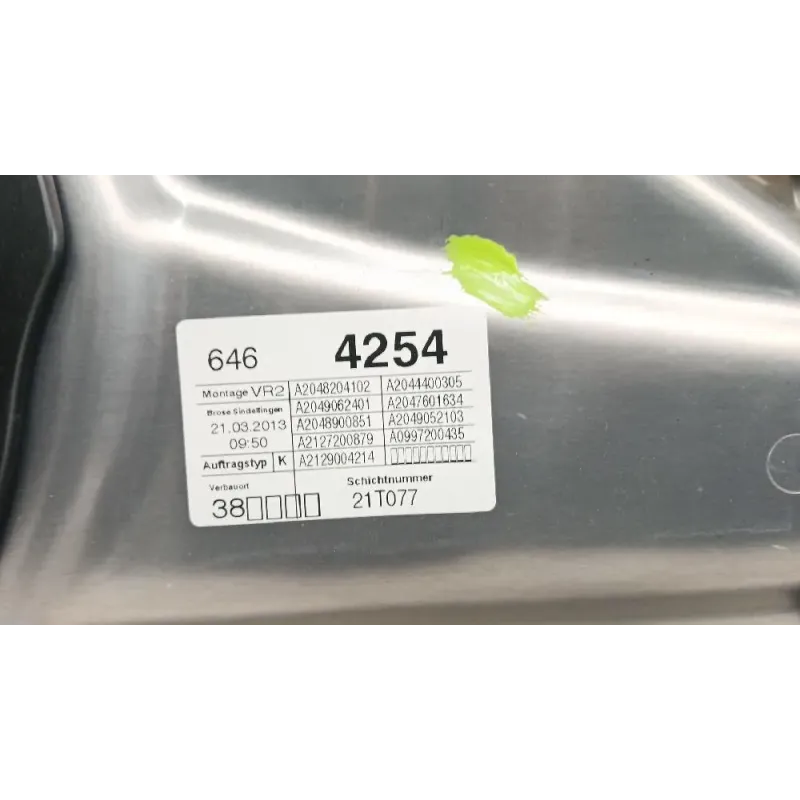 646 4254
Montage VR2 A2048204102 A2044400305
Brose Sindelfingen A2049062401 A2047601634
21.03.2013 A2048900851 A2049052103
09:50 A2127200879 A0997200435
Auftragstyp K A2129004214
Verbauort Schichtnummer
38 21T077